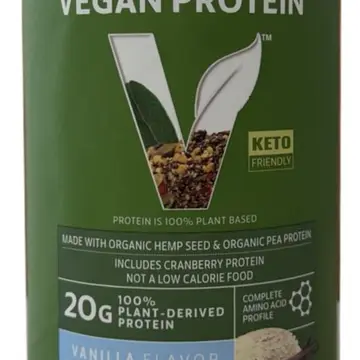 VEGAN PROTEIN
V™
KETO
FRIENDLY
PROTEIN IS 100% PLANT BASED
MADE WITH ORGANIC HEMP SEED & ORGANIC PEA PROTEIN.
INCLUDES CRANBERRY PROTEIN
NOT A LOW CALORIE FOOD
20G 100%
PLANT-DERIVED
PROTEIN
COMPLETE
AMINO ACID
PROFILE
VANILLA FLAVOR